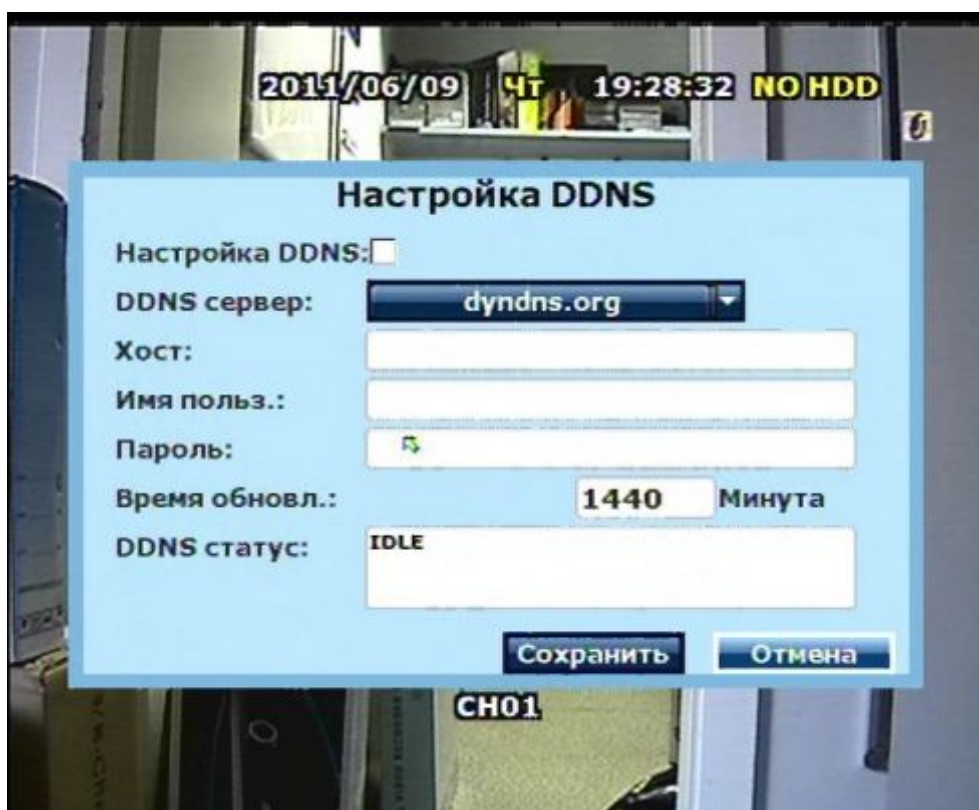 2011/06/09 Чт 19:28:32 NO HDD
Настройка DDNS
Настройка DDNS:
DDNS сервер: dyndns.org
Хост:
Имя польз.:
Пароль:
Время обновл.: 1440 Минута
DDNS статус: IDLE
Сохранить Отмена
CH01